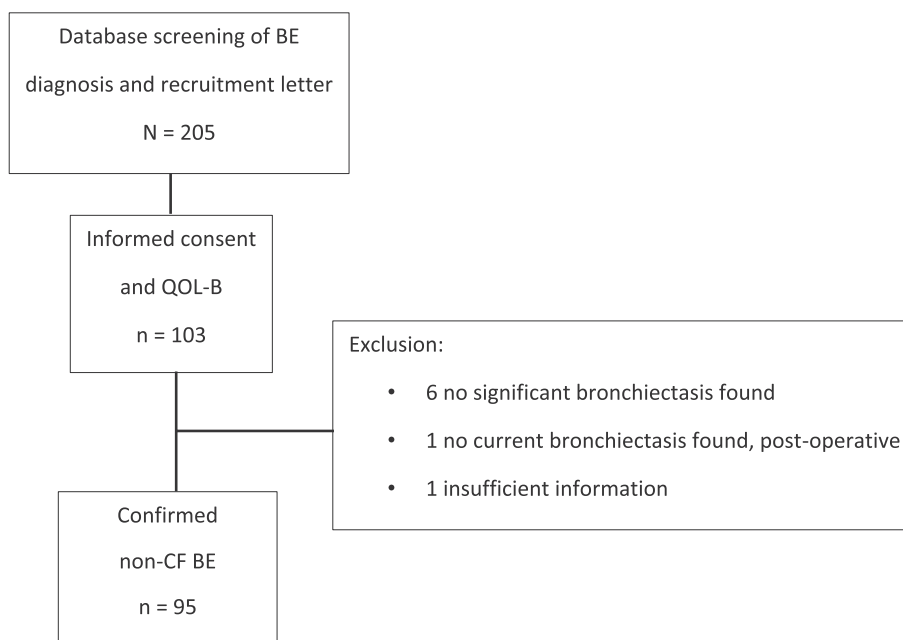 Database screening of BE
diagnosis and recruitment letter
N = 205
Informed consent
and QOL-B
n = 103
Exclusion:
• 6 no significant bronchiectasis found
• 1 no current bronchiectasis found, post-operative
• 1 insufficient information
Confirmed
non-CF BE
n = 95